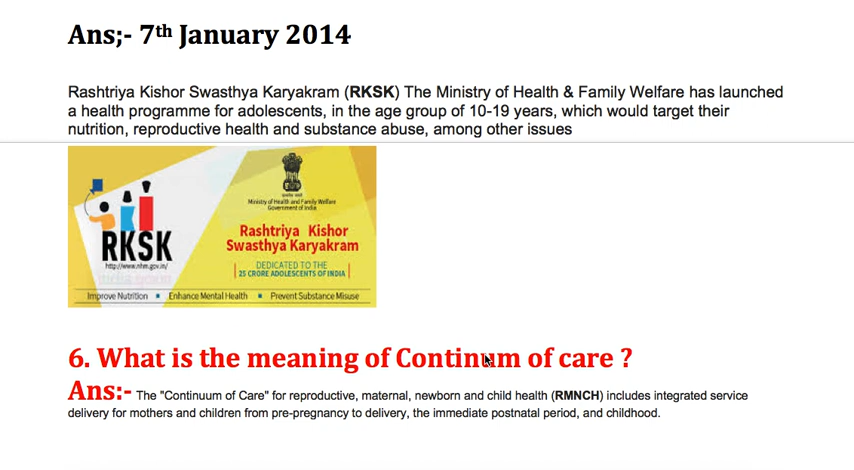 Ans;- 7th January 2014
Rashtriya Kishor Swasthya Karyakram (RKSK) The Ministry of Health & Family Welfare has launched
a health programme for adolescents, in the age group of 10-19 years, which would target their
nutrition, reproductive health and substance abuse, among other issues
Ministry of Health and Family Welfare
Government of India
RKSK
http://www.nhm.gov.in/
Rashtriya Kishor
Swasthya Karyakram
DEDICATED TO THE
25 CRORE ADOLESCENTS OF INDIA
Improve Nutrition ▪ Enhance Mental Health ▪ Prevent Substance Misuse
6. What is the meaning of Continum of care ?
Ans:- The "Continuum of Care" for reproductive, maternal, newborn and child health (RMNCH) includes integrated service
delivery for mothers and children from pre-pregnancy to delivery, the immediate postnatal period, and childhood.